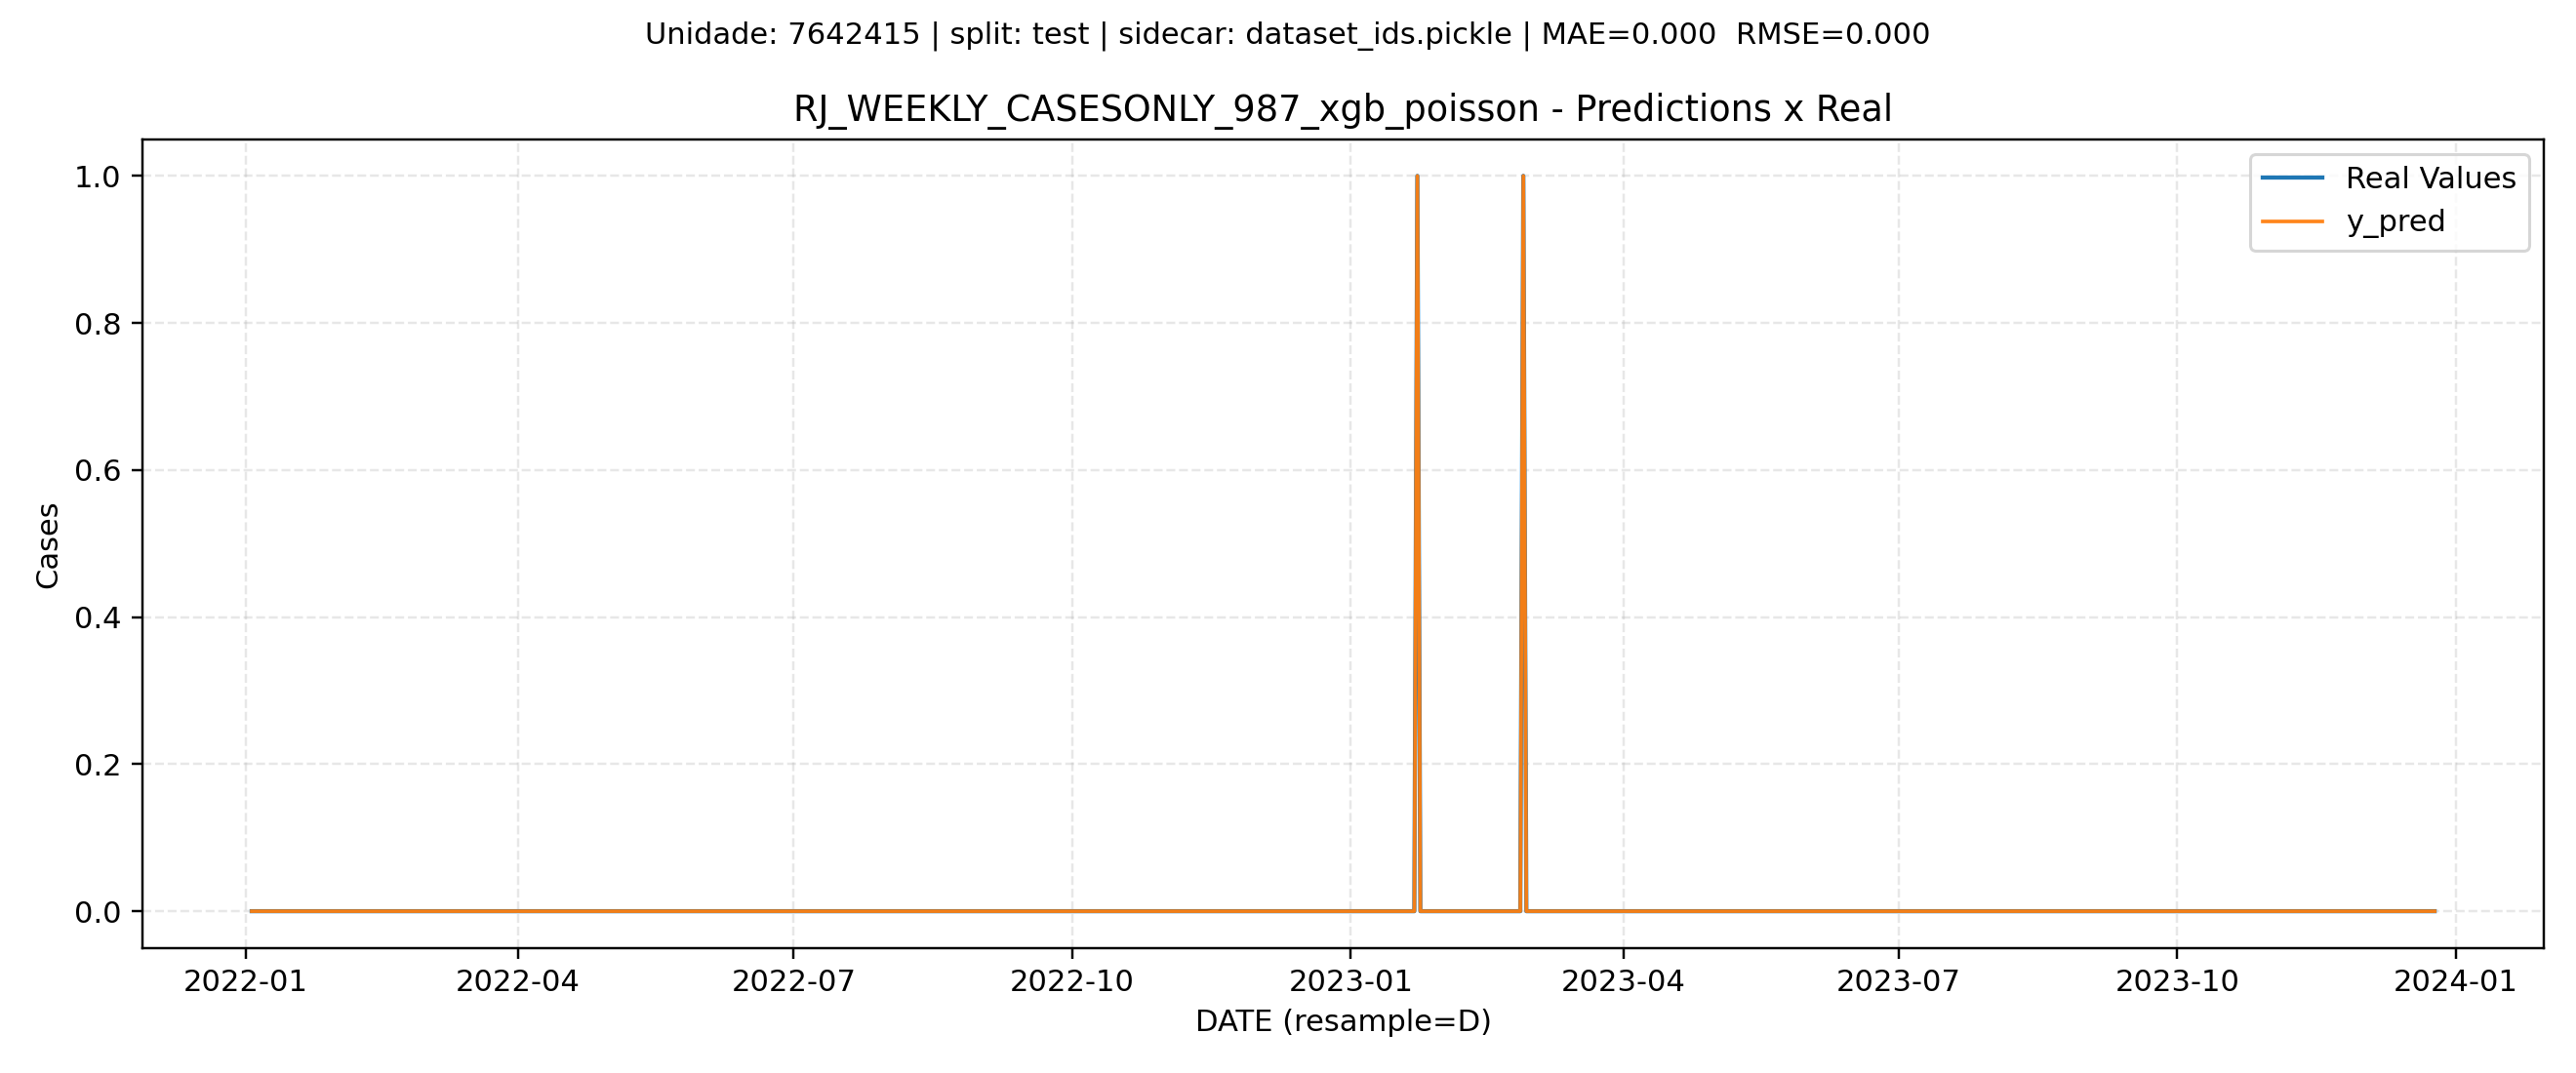 Unidade: 7642415 | split: test | sidecar: dataset_ids.pickle | MAE=0.000  RMSE=0.000
RJ_WEEKLY_CASESONLY_987_xgb_poisson - Predictions x Real
Real Values
y_pred
Cases
1.0
0.8
0.6
0.4
0.2
0.0
2022-01
2022-04
2022-07
2022-10
2023-01
2023-04
2023-07
2023-10
2024-01
DATE (resample=D)